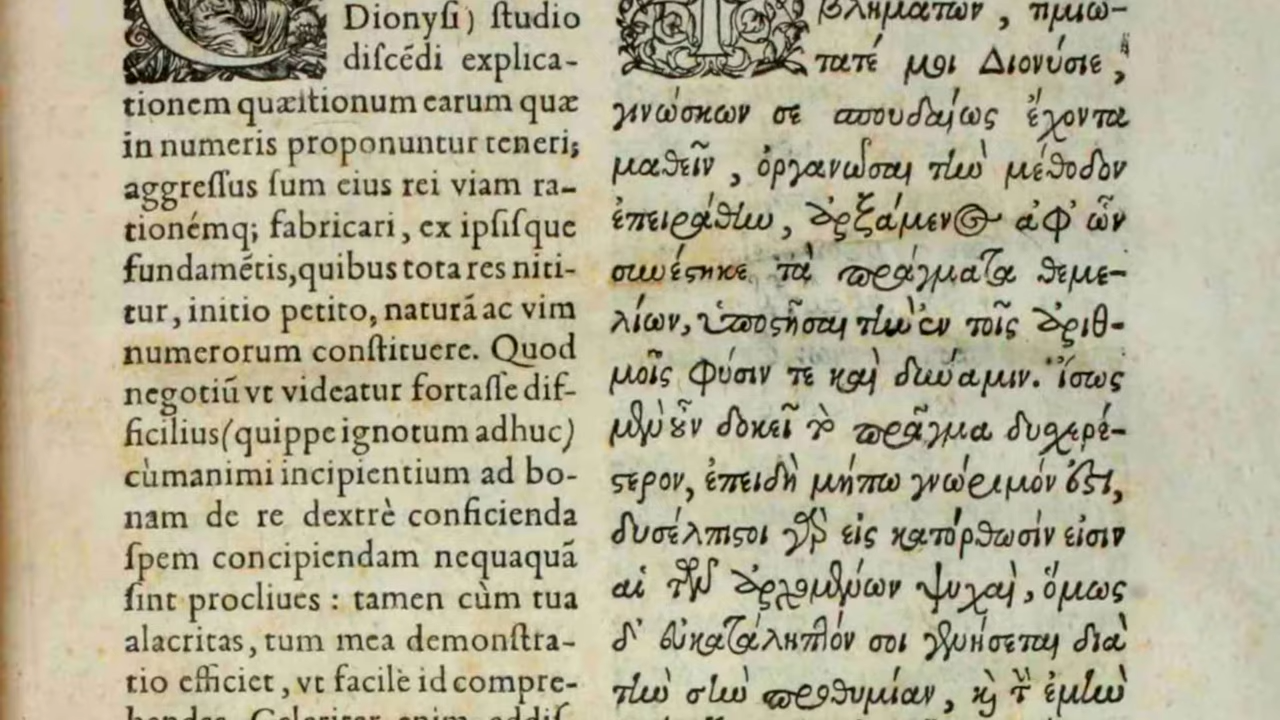 Dionyſi) ſtudio
diſcēdi explica-
tionem quæſtionum earum quæ
in numeris proponuntur teneri;
aggreſſus ſum eius rei viam ra-
tionémq; fabricari, ex ipſiſque
fundamētis, quibus tota res niti-
tur, initio petito, naturā ac vim
numerorum conſtituere. Quod
negotiū vt videatur fortaſſe dif-
ficilius (quippe ignotum adhuc)
cùm animi incipientium ad bo-
nam de re dextrè conficienda
ſpem concipiendam nequaquā
ſint procliues : tamen cùm tua
alacritas, tum mea demonſtra-
tio efficiet, vt facilè id compre-
βλημάτων, τιμιώ-
τατέ μοι Διονύσιε,
γινώσκων σε σπουδαίως ἔχοντα
μαθεῖν, ὀργανῶσαι τὴν μέθοδον
ἐπειράθην, ἀρξάμενος ἀφ' ὧν
συνέστηκε τὰ πράγματα θεμε-
λίων, ὑποστῆσαι τὴν ἐν τοῖς ἀριθ-
μοῖς φύσιν τε καὶ δύναμιν. ἴσως
μὲν οὖν δοκεῖ τὸ πρᾶγμα δυχερέ-
στερον, ἐπειδὴ μήπω γνώριμόν ἐστι,
δυσέλπιστοι γὰρ εἰς κατόρθωσίν εἰσιν
αἱ τῶν ἀρχομένων ψυχαὶ, ὅμως
δ' εὐκατάληπτόν σοι γενήσεται διὰ
τὴν σὴν προθυμίαν, καὶ τὴν ἐμὴν